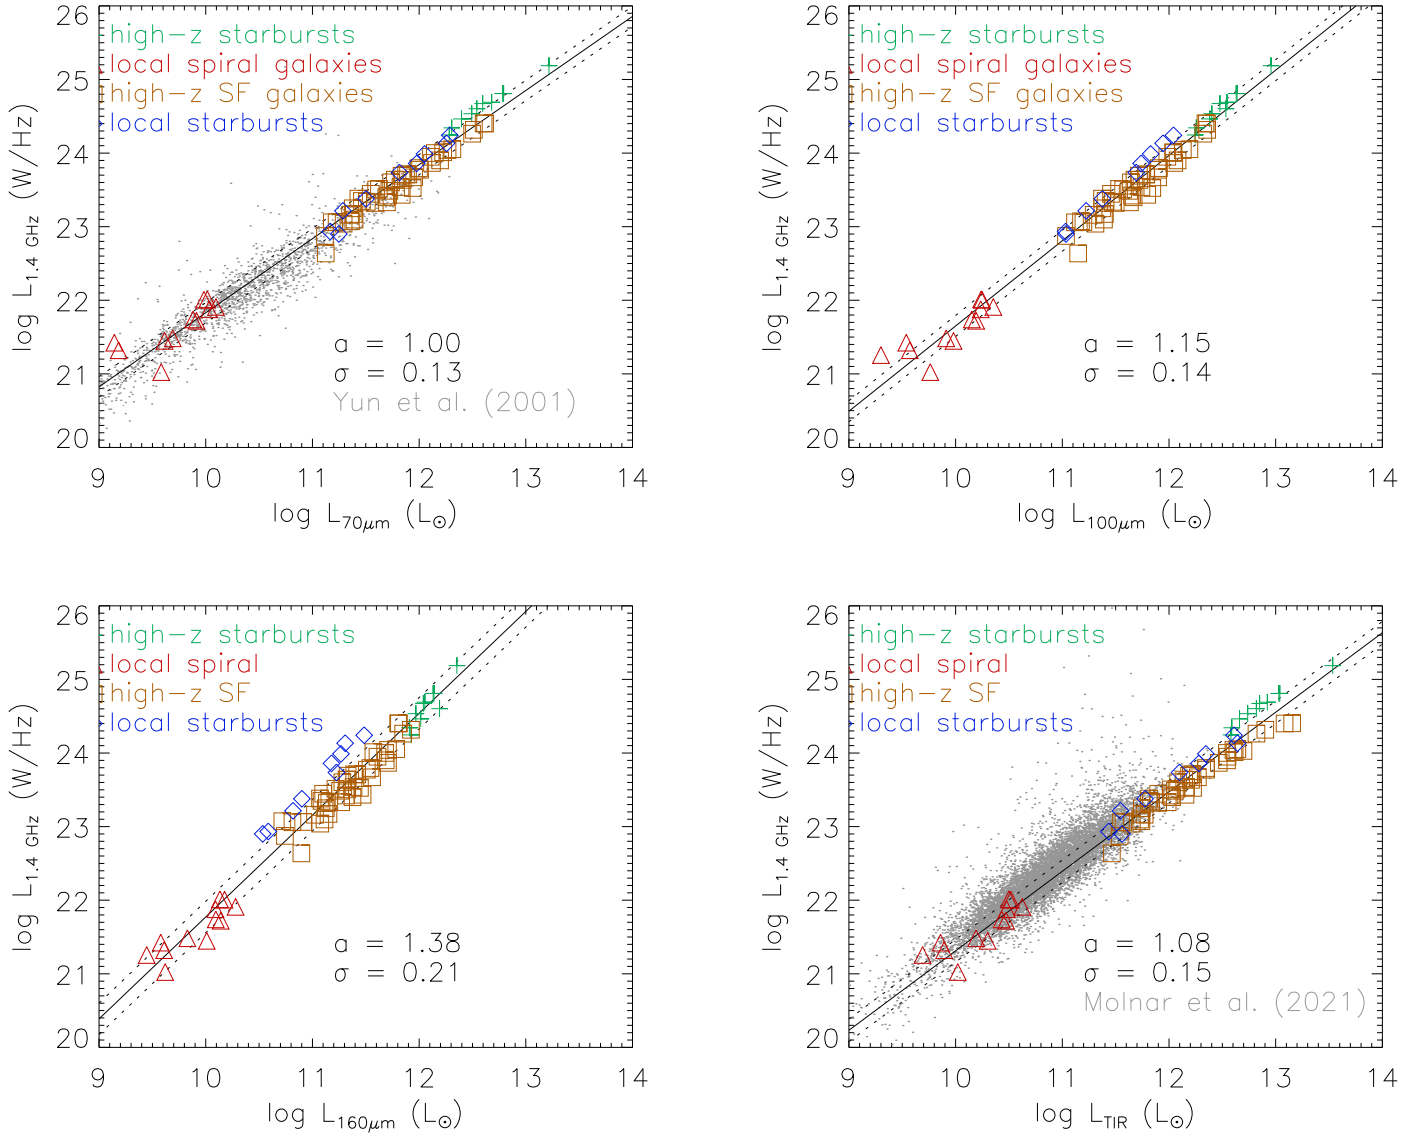 26
25
24
23
22
21
20
log L1.4 GHz (W/Hz)
high-z starbursts
local spiral galaxies
high-z SF galaxies
local starbursts
a = 1.00
σ = 0.13
Yun et al. (2001)
9 10 11 12 13 14
log L70μm (L⊙)
26
25
24
23
22
21
20
log L1.4 GHz (W/Hz)
high-z starbursts
local spiral galaxies
high-z SF galaxies
local starbursts
a = 1.15
σ = 0.14
9 10 11 12 13 14
log L100μm (L⊙)
26
25
24
23
22
21
20
log L1.4 GHz (W/Hz)
high-z starbursts
local spiral
high-z SF
local starbursts
a = 1.38
σ = 0.21
9 10 11 12 13 14
log L160μm (L⊙)
26
25
24
23
22
21
20
log L1.4 GHz (W/Hz)
high-z starbursts
local spiral
high-z SF
local starbursts
a = 1.08
σ = 0.15
Molnar et al. (2021)
9 10 11 12 13 14
log LTIR (L⊙)